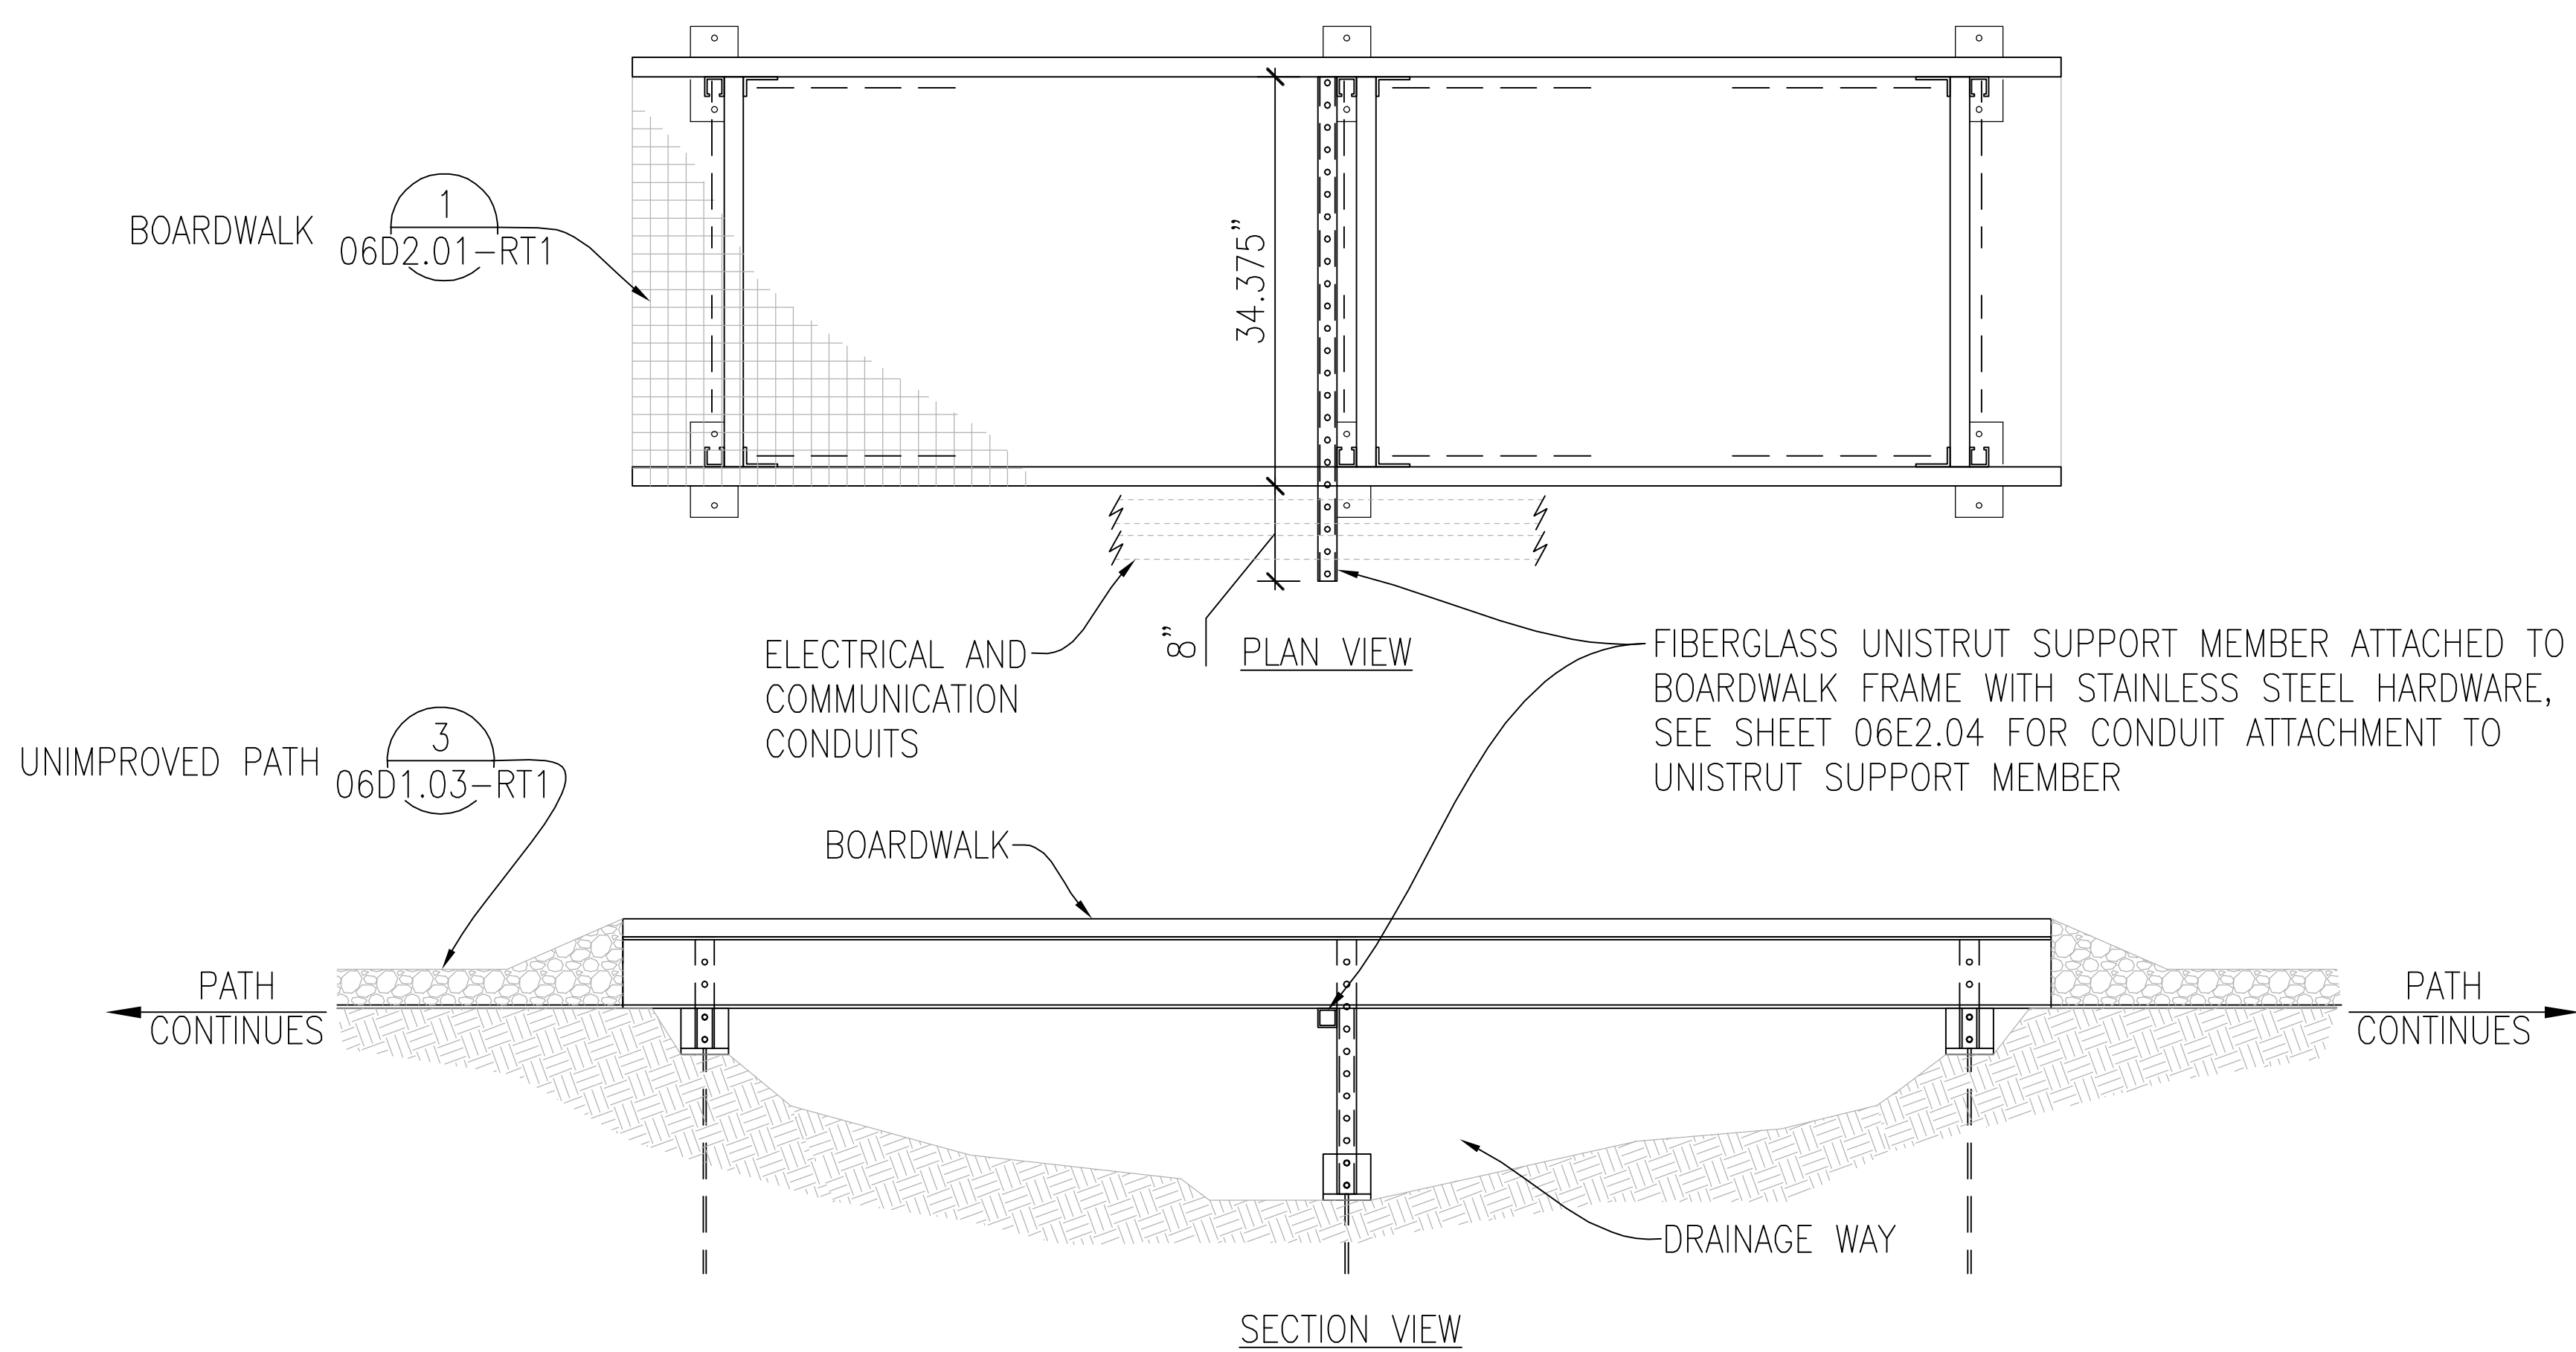 BOARDWALK
1
06D2.01-RT1
34.375"
8"
PLAN VIEW
ELECTRICAL AND
COMMUNICATION
CONDUITS
FIBERGLASS UNISTRUT SUPPORT MEMBER ATTACHED TO
BOARDWALK FRAME WITH STAINLESS STEEL HARDWARE,
SEE SHEET 06E2.04 FOR CONDUIT ATTACHMENT TO
UNISTRUT SUPPORT MEMBER
UNIMPROVED PATH
3
06D1.03-RT1
BOARDWALK
PATH
CONTINUES
PATH
CONTINUES
DRAINAGE WAY
SECTION VIEW